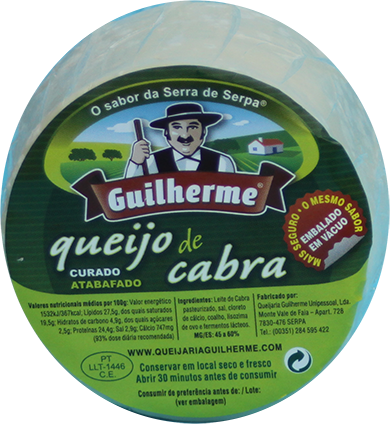 O sabor da Serra de Serpa®
Guilherme®
queijo de
cabra
CURADO
ATABAFADO
MAIS SEGURO • O MESMO SABOR
EMBALADO
EM VÁCUO
Valores nutricionais médios por 100g: Valor energético
1532kJ/367kcal, Lípidos 27,5g, dos quais saturados
19,5g; Hidratos de carbono 4,9g, dos quais açúcares
2,5g; Proteínas 24,4g; Sal 2,9g; Cálcio 747mg
(93% dose diária recomendada)
Ingredientes: Leite de Cabra
pasteurizado, sal, cloreto
de cálcio, coalho, lisozima
do ovo e fermentos lácteos.
MG/ES: 45 a 60%
Fabricado por:
Queijaria Guilherme Unipessoal, Lda.
Monte Vale de Faia - Apart. 726
7830-476 SERPA
Tel.: (00351) 284 595 422
WWW.QUEIJARIAGUILHERME.COM
PT
LLT-1446
C.E.
Conservar em local seco e fresco
Abrir 30 minutos antes de consumir
Consumir de preferência antes de: / Lote:
(ver embalagem)